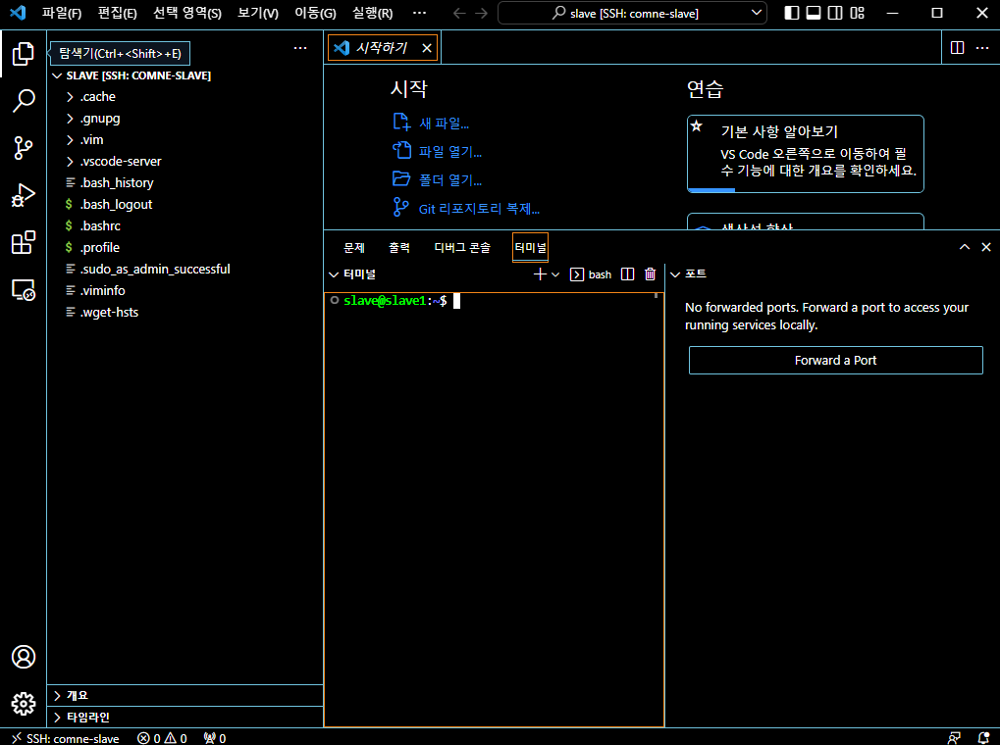 파일(F) 편집(E) 선택 영역(S) 보기(V) 이동(G) 실행(R) ··· slave [SSH: comne-slave]
탐색기(Ctrl+<Shift>+E)
SLAVE [SSH: COMNE-SLAVE]
.cache
.gnupg
.vim
.vscode-server
.bash_history
.bash_logout
.bashrc
.profile
.sudo_as_admin_successful
.viminfo
.wget-hsts
개요
타임라인
시작하기
시작
새 파일...
파일 열기...
폴더 열기...
Git 리포지토리 복제...
연습
기본 사항 알아보기
VS Code 오른쪽으로 이동하여 필
수 기능에 대한 개요를 확인하세요.
생산성 향상
문제 출력 디버그 콘솔 터미널
터미널 bash
slave@slave1:~$
포트
No forwarded ports. Forward a port to access your
running services locally.
Forward a Port
SSH: comne-slave 0 0 0